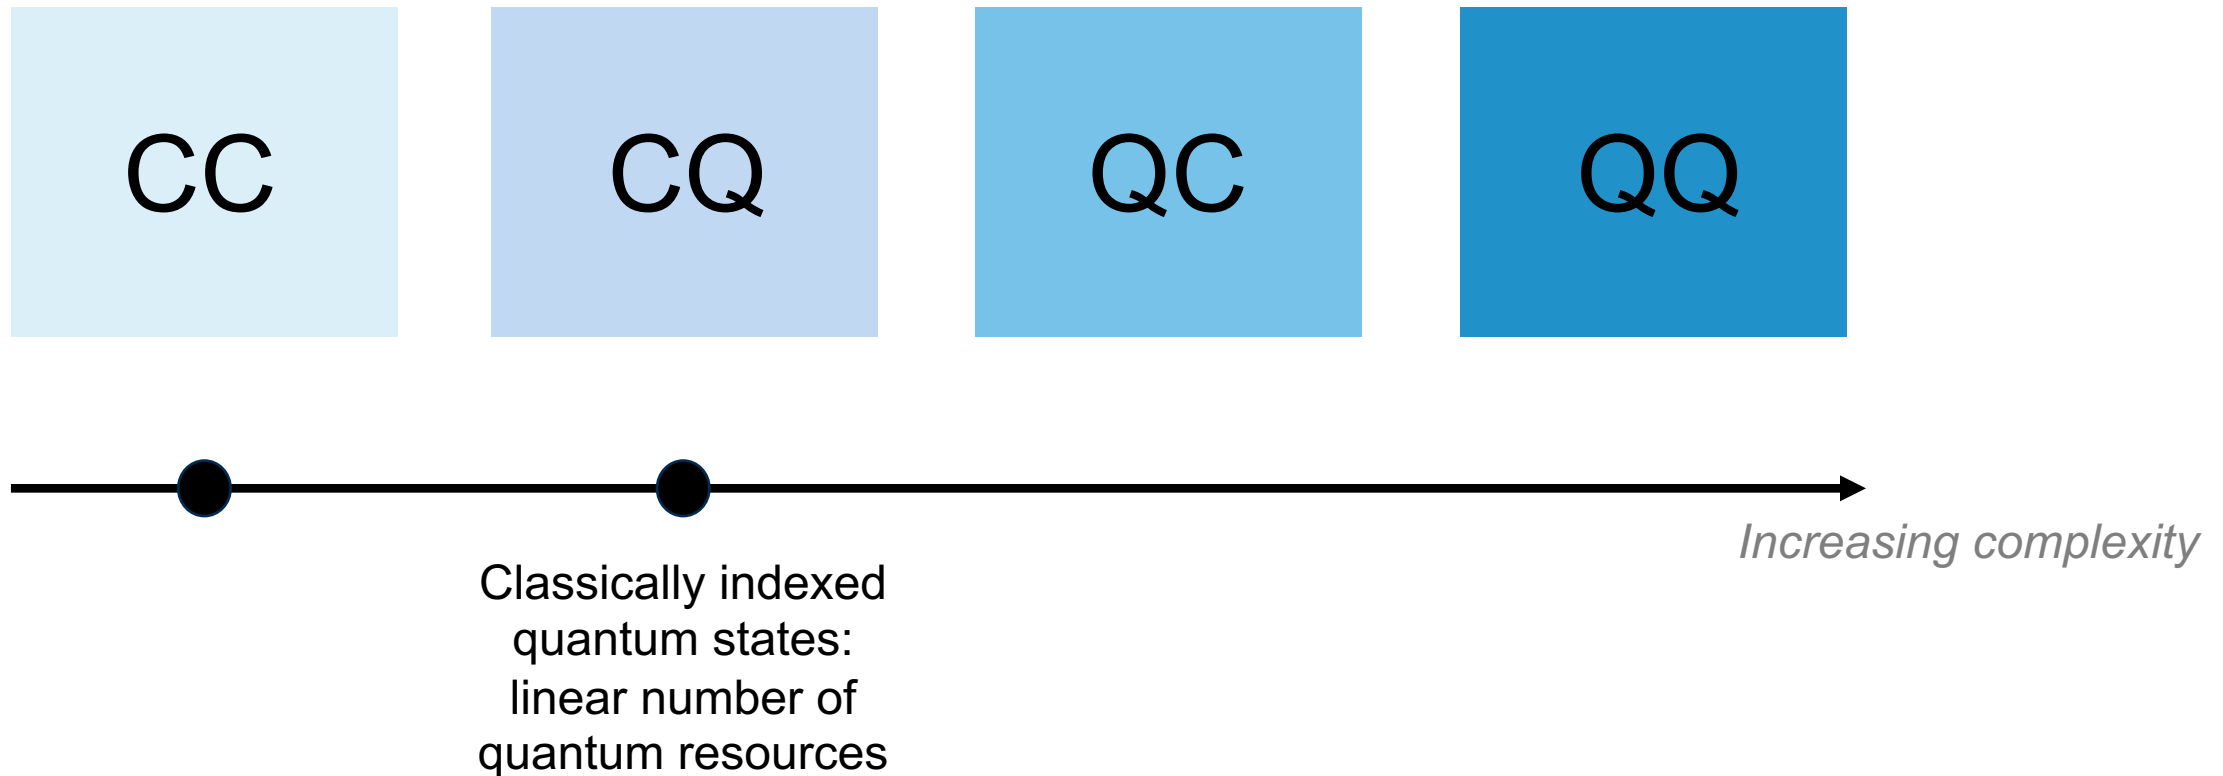 CC
CQ
QC
QQ
Increasing complexity
Classically indexed
quantum states:
linear number of
quantum resources